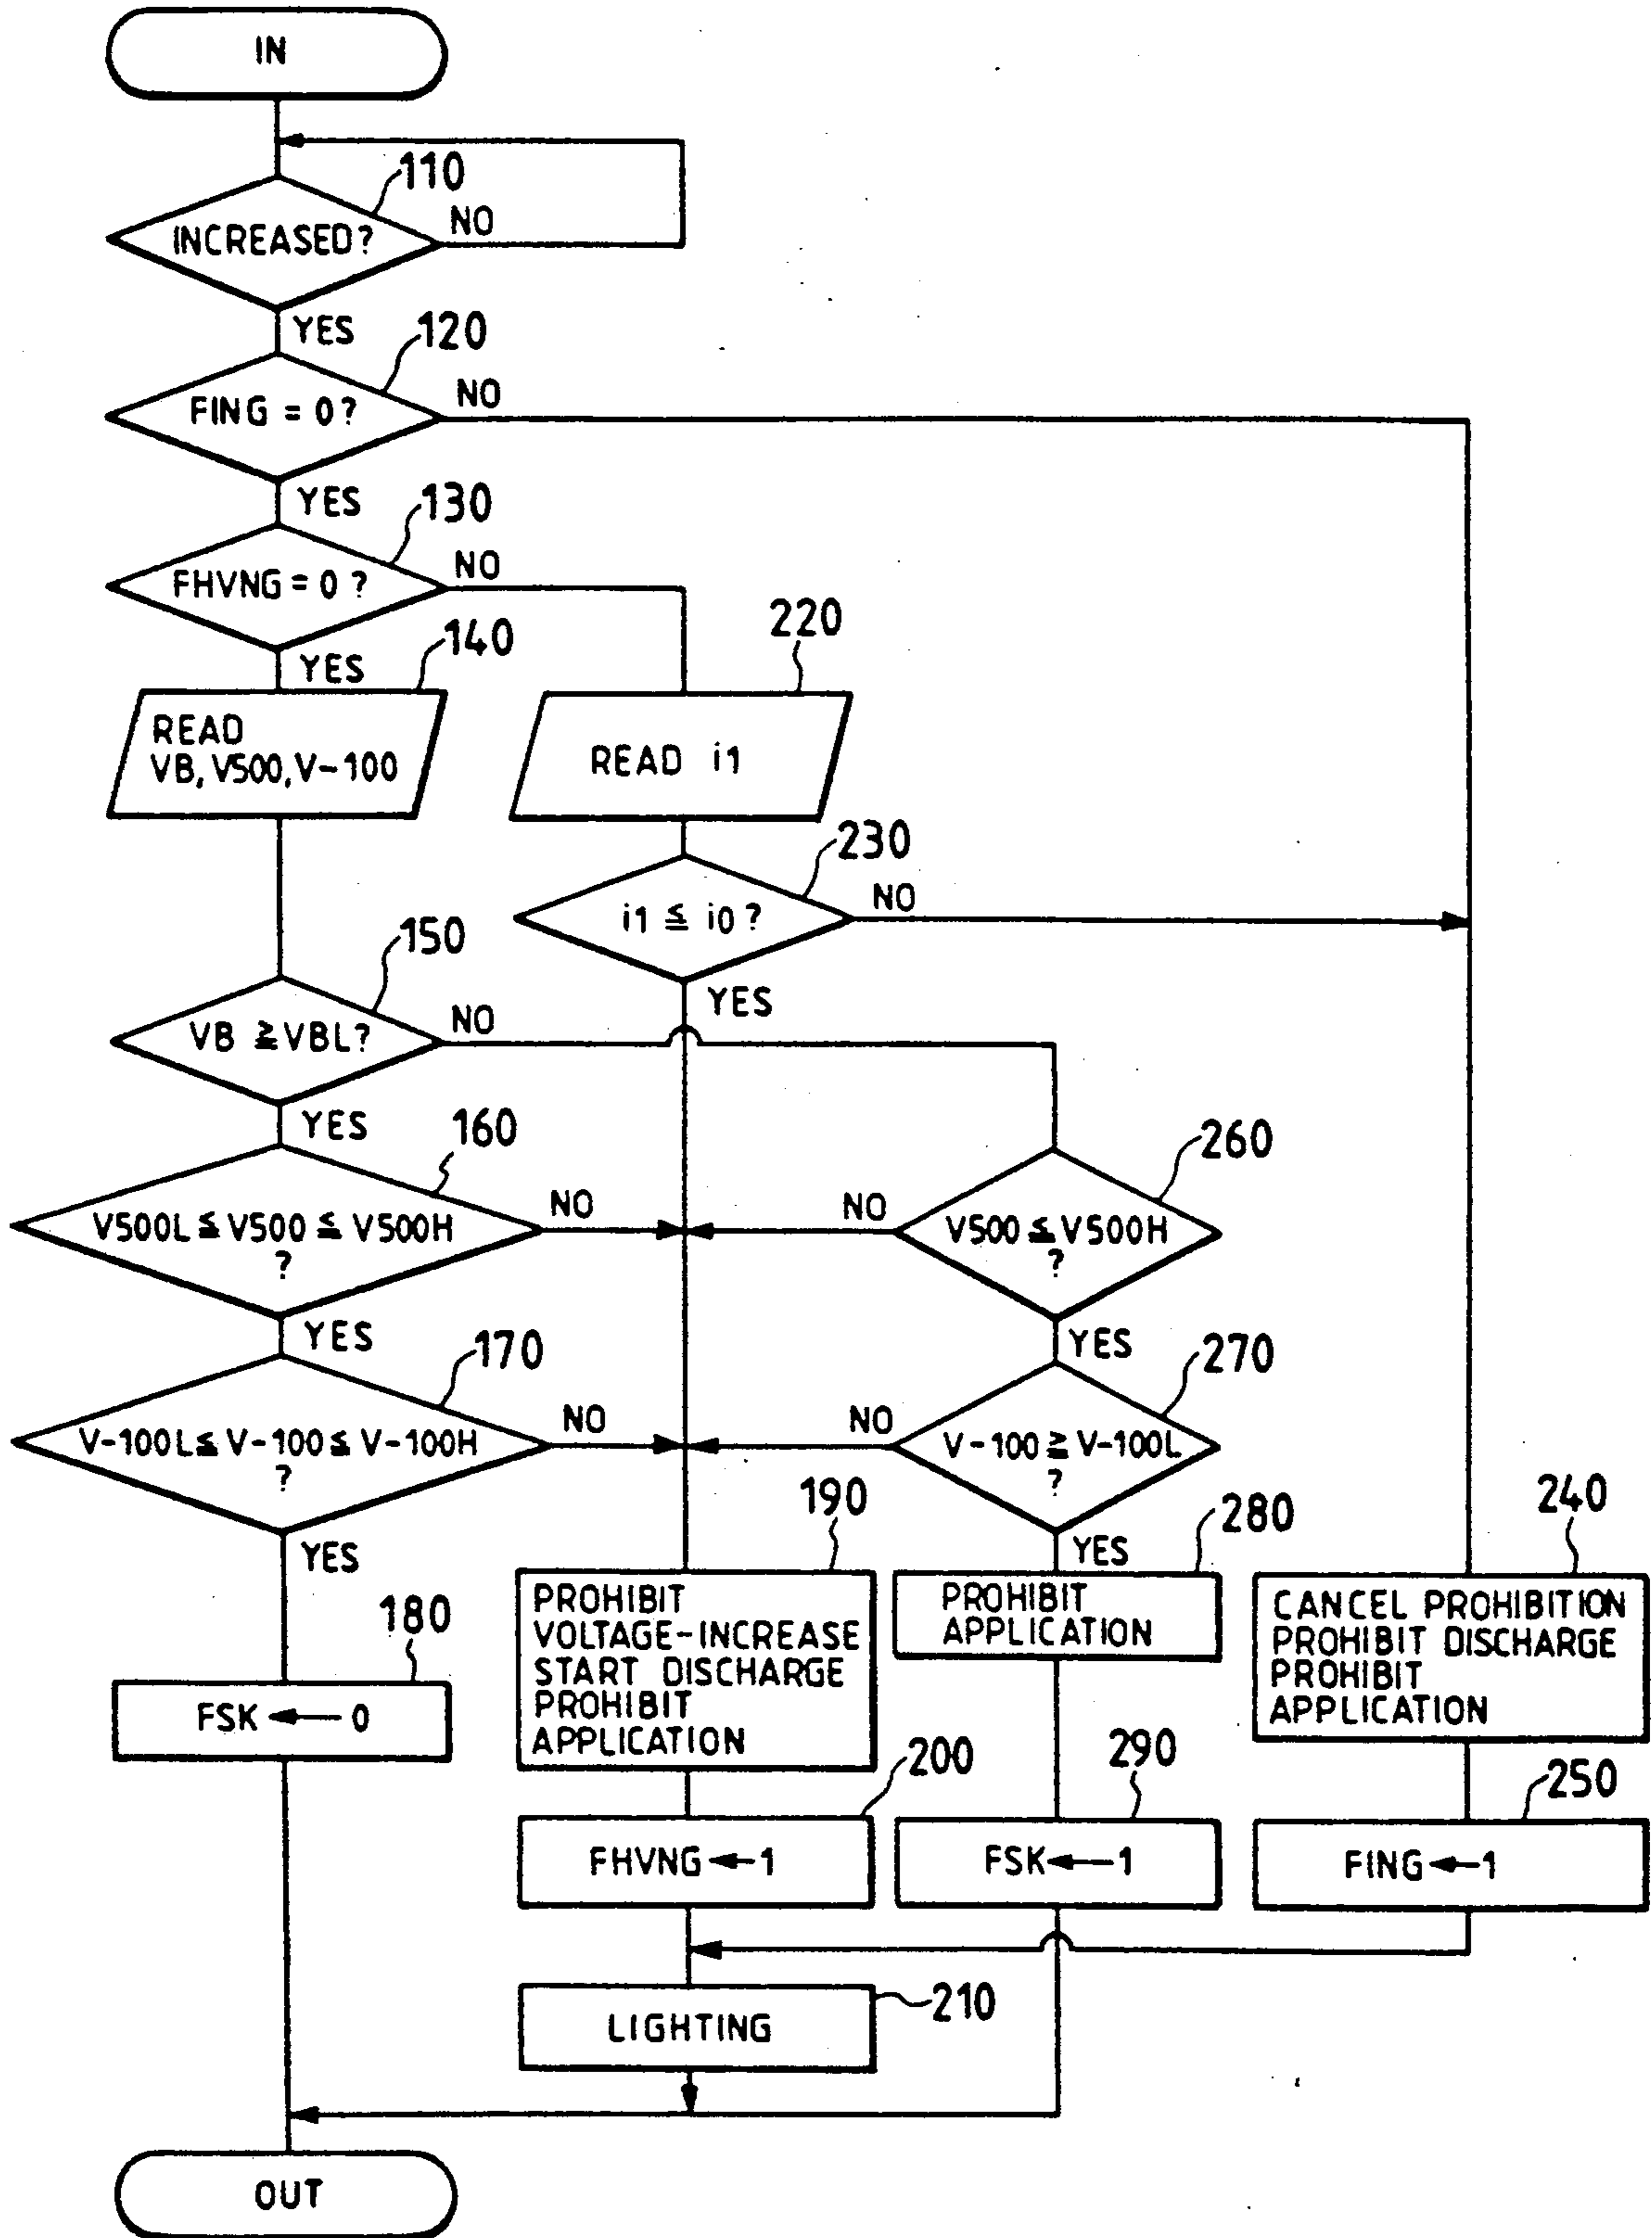 IN
110
INCREASED?
NO
YES
120
FING = 0?
NO
YES
130
FHVNG = 0 ?
NO
YES
140
READ
VB, V500, V-100
220
READ i1
230
i1 ≦ i0 ?
NO
YES
150
VB ≧ VBL?
NO
YES
160
V500L ≦ V500 ≦ V500H
?
NO
YES
260
V500 ≦ V500H
?
NO
YES
170
V-100L ≦ V-100 ≦ V-100H
?
NO
YES
270
V-100 ≧ V-100L
?
NO
YES
180
FSK ← 0
190
PROHIBIT
VOLTAGE-INCREASE
START DISCHARGE
PROHIBIT
APPLICATION
280
PROHIBIT
APPLICATION
240
CANCEL PROHIBITION
PROHIBIT DISCHARGE
PROHIBIT
APPLICATION
200
FHVNG ← 1
290
FSK ← 1
250
FING ← 1
210
LIGHTING
OUT